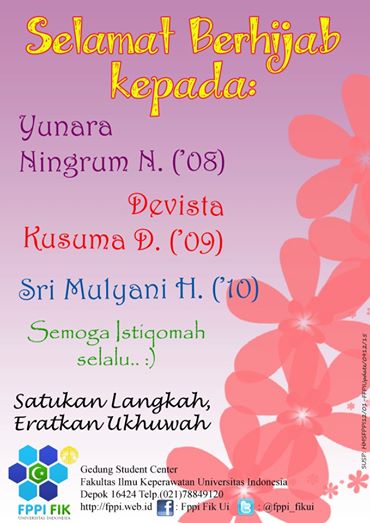 Selamat Berhijab
kepada:
Yunara
Ningrum N. ('08)
Devista
Kusuma D. ('09)
Sri Mulyani H. ('10)
Semoga Istiqomah
selalu.. :)
Satukan Langkah,
Eratkan Ukhuwah
FPPI FIK
UNIVERSITAS INDONESIA
Gedung Student Center
Fakultas Ilmu Keperawatan Universitas Indonesia
Depok 16424 Telp.(021)78849120
http://fppi.web.id f : Fppi Fik Ui : @fppi_fikui